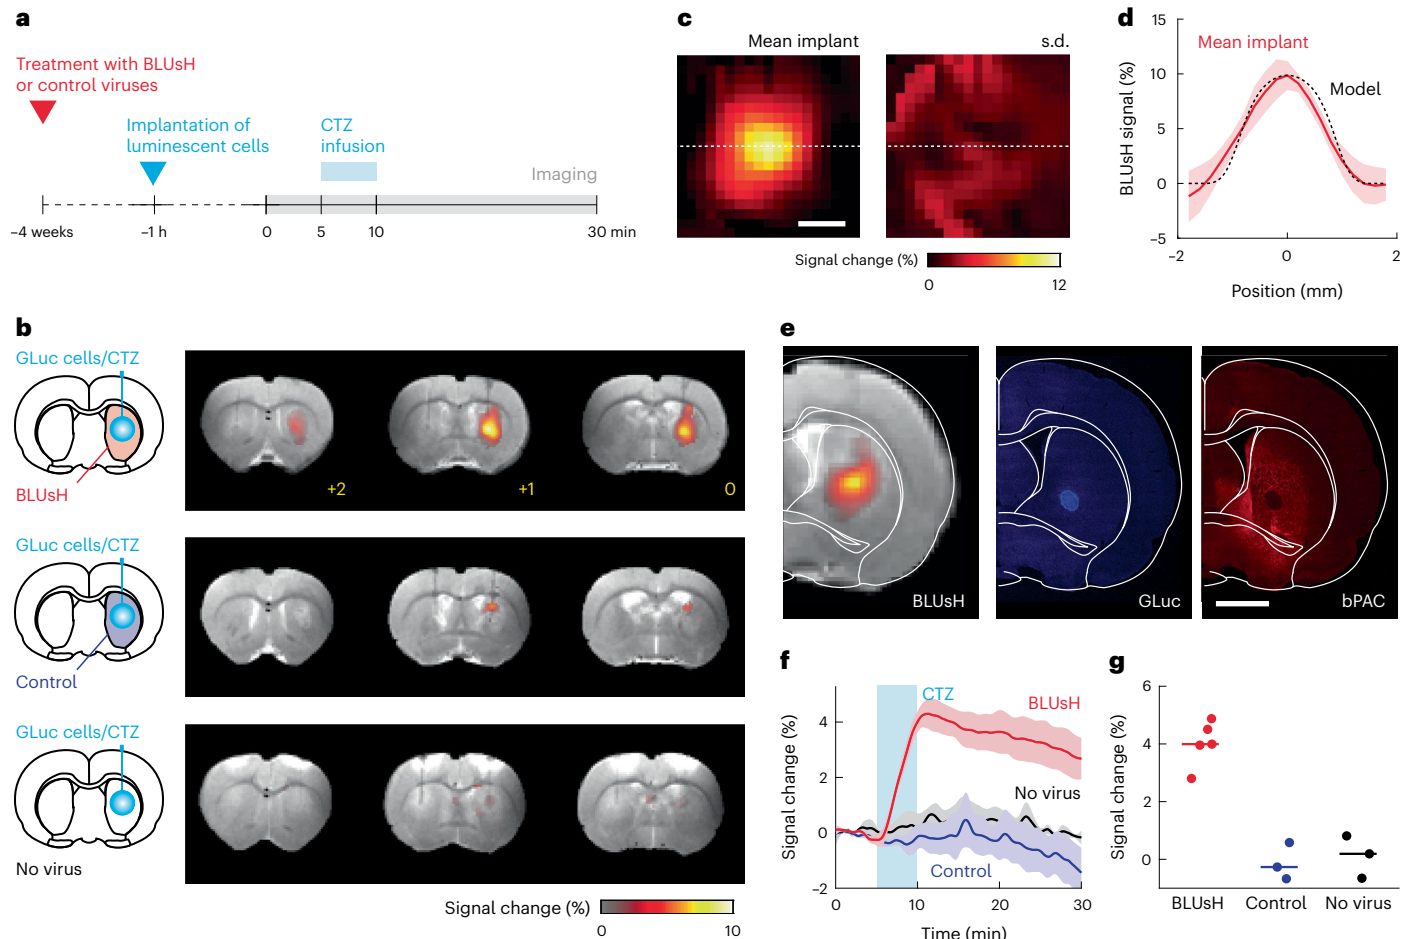 a
Treatment with BLUsH
or control viruses
Implantation of
luminescent cells
CTZ
infusion
Imaging
−4 weeks
−1 h
0
5
10
30 min
b
GLuc cells/CTZ
BLUsH
+2
+1
0
GLuc cells/CTZ
Control
GLuc cells/CTZ
No virus
Signal change (%)
0
10
c
Mean implant
s.d.
Signal change (%)
0
12
d
15
10
5
0
−5
BLUsH signal (%)
Mean implant
Model
−2
0
2
Position (mm)
e
BLUsH
GLuc
bPAC
f
CTZ
BLUsH
No virus
Control
4
2
0
−2
Signal change (%)
0
10
20
30
Time (min)
g
6
4
2
0
Signal change (%)
BLUsH
Control
No virus